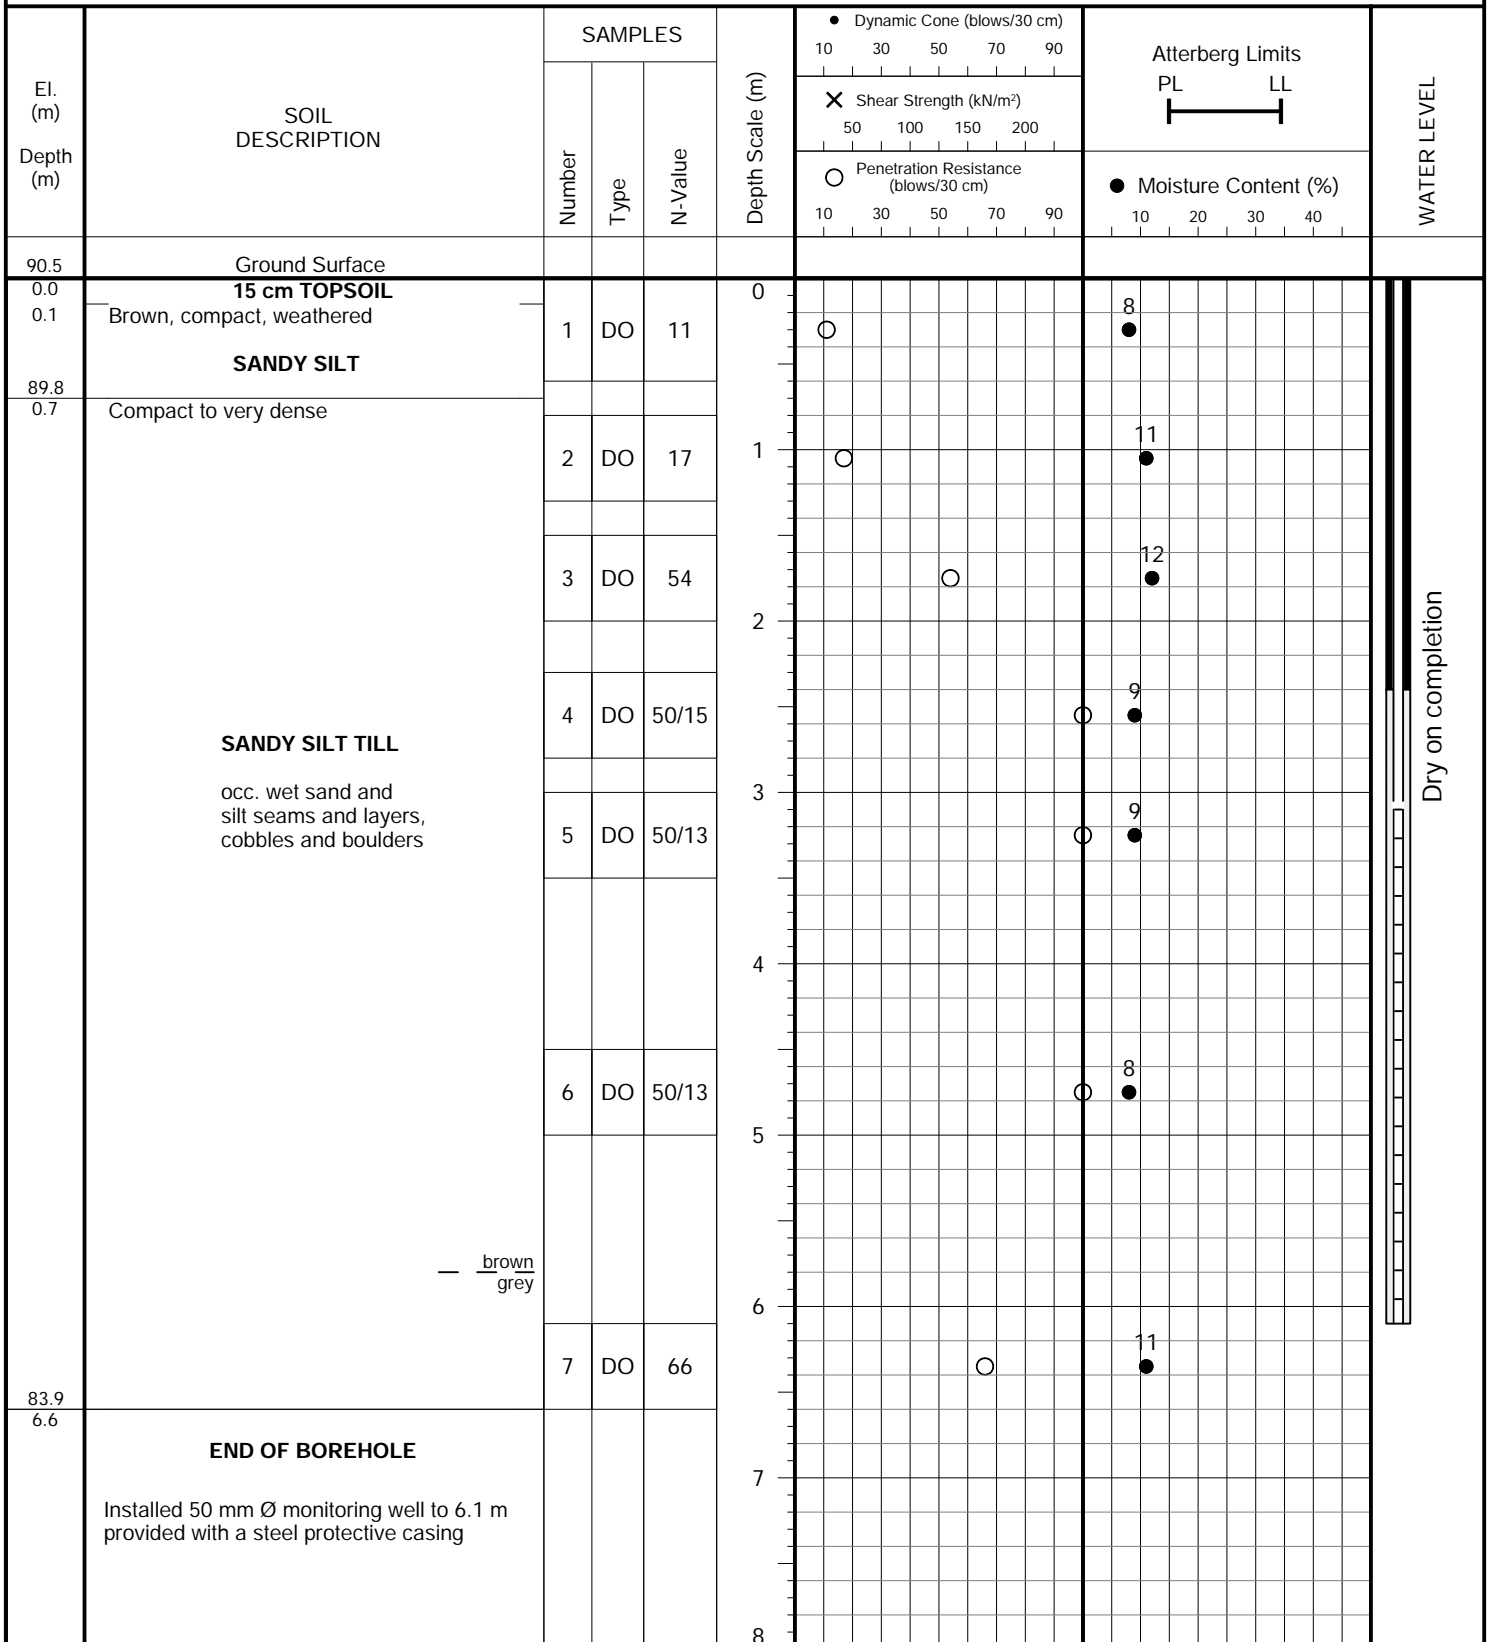 El.
(m)
Depth
(m)
SOIL
DESCRIPTION
SAMPLES
Number
Type
N-Value
Depth Scale (m)
Dynamic Cone (blows/30 cm)
10 30 50 70 90
Shear Strength (kN/m²)
50 100 150 200
Penetration Resistance
(blows/30 cm)
10 30 50 70 90
Atterberg Limits
PL LL
Moisture Content (%)
10 20 30 40
WATER LEVEL
90.5 Ground Surface
0.0 15 cm TOPSOIL 0
0.1 Brown, compact, weathered
8
1 DO 11
SANDY SILT
89.8
0.7 Compact to very dense
11
1
2 DO 17
12
3 DO 54
2
Dry on completion
9
4 DO 50/15
SANDY SILT TILL
occ. wet sand and
silt seams and layers,
cobbles and boulders
3
9
5 DO 50/13
4
8
6 DO 50/13
5
brown
grey
6
11
7 DO 66
83.9
6.6
END OF BOREHOLE
7
Installed 50 mm Ø monitoring well to 6.1 m
provided with a steel protective casing
8